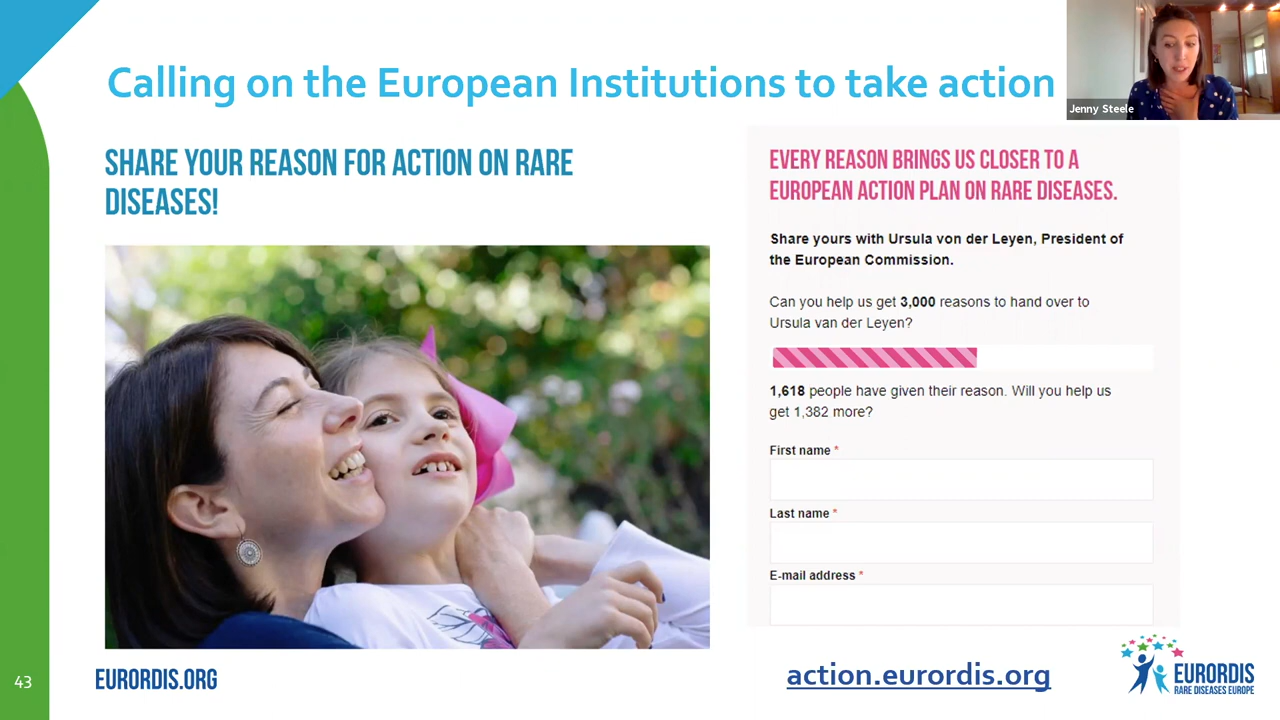 Calling on the European Institutions to take action
Jenny Steele
SHARE YOUR REASON FOR ACTION ON RARE
DISEASES!
EVERY REASON BRINGS US CLOSER TO A
EUROPEAN ACTION PLAN ON RARE DISEASES.
Share yours with Ursula von der Leyen, President of
the European Commission.
Can you help us get 3,000 reasons to hand over to
Ursula van der Leyen?
1,618 people have given their reason. Will you help us
get 1,382 more?
First name *
Last name *
E-mail address *
43
EURORDIS.ORG
action.eurordis.org
EURORDIS
RARE DISEASES EUROPE